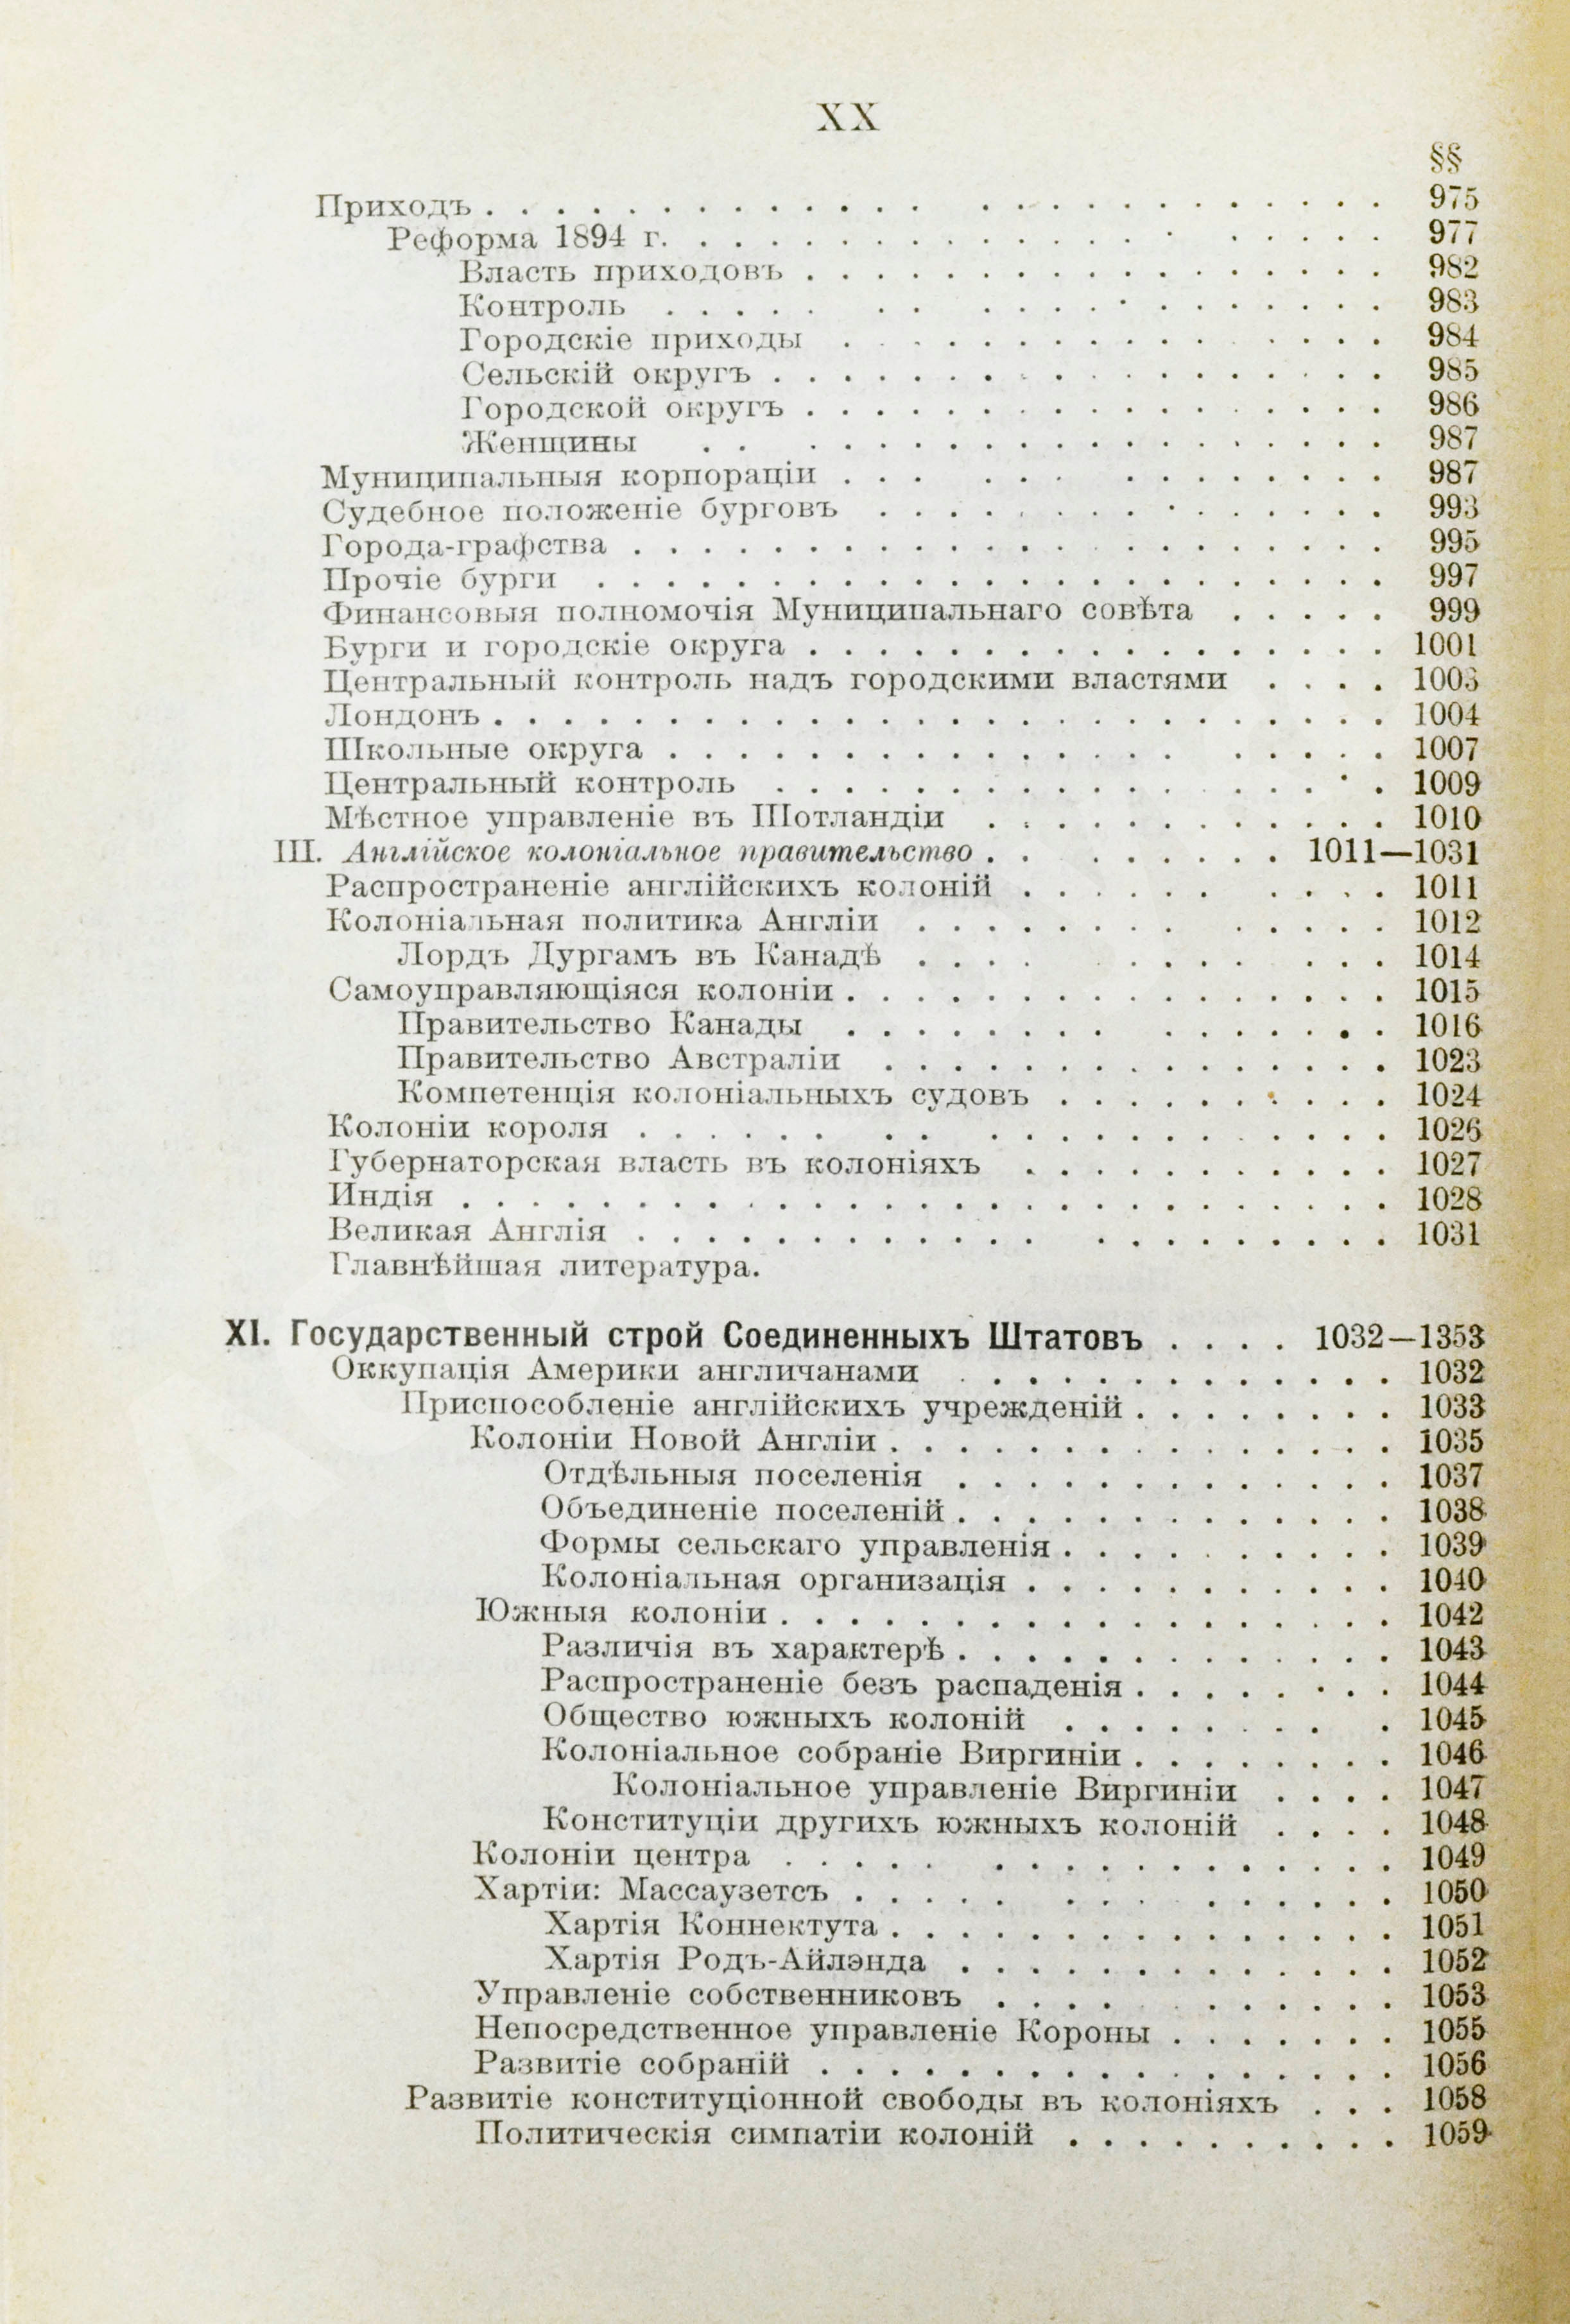 XX
§§
Приходъ . . . . . . . . . . . . . . . . . . . . . . . . . 975
Реформа 1894 г. . . . . . . . . . . . . . . . . . . . . 977
Власть приходовъ . . . . . . . . . . . . . . . . . 982
Контроль . . . . . . . . . . . . . . . . . . . 983
Городскіе приходы . . . . . . . . . . . . . . . 984
Сельскій округъ . . . . . . . . . . . . . . . . . . 985
Городской округъ . . . . . . . . . . . . . . . . . 986
Женщины . . . . . . . . . . . . . . . . . . . 987
Муниципальныя корпораціи . . . . . . . . . . . . . . 987
Судебное положеніе бурговъ . . . . . . . . . . . . . . . 993
Города-графства . . . . . . . . . . . . . . . . . . . . . 995
Прочіе бурги . . . . . . . . . . . . . . . . . . . . . . . 997
Финансовыя полномочія Муниципальнаго совѣта . . . . . 999
Бурги и городскіе округа . . . . . . . . . . . . . . . . . 1001
Центральный контроль надъ городскими властями . . . . 1003
Лондонъ . . . . . . . . . . . . . . . . . . . . . . . . . . 1004
Школьные округа . . . . . . . . . . . . . . . . . . . . 1007
Центральный контроль . . . . . . . . . . . . . . . . . 1009
Мѣстное управленіе въ Шотландіи . . . . . . . . . . . . 1010
III. Англійское колоніальное правительство . . . . . . . . 1011—1031
Распространеніе англійскихъ колоній . . . . . . . . . . 1011
Колоніальная политика Англіи . . . . . . . . . . . . . 1012
Лордъ Дургамъ въ Канадѣ . . . . . . . . . . . 1014
Самоуправляющіяся колоніи . . . . . . . . . . . . . . . . 1015
Правительство Канады . . . . . . . . . . . . . . . 1016
Правительство Австраліи . . . . . . . . . . . . . . . 1023
Компетенція колоніальныхъ судовъ . . . . . . . . . . 1024
Колоніи короля . . . . . . . . . . . . . . . . . . . . 1026
Губернаторская власть въ колоніяхъ . . . . . . . . . . . 1027
Индія . . . . . . . . . . . . . . . . . . . . . . . . . . . 1028
Великая Англія . . . . . . . . . . . . . . . . . . . . . 1031
Главнѣйшая литература.
XI. Государственный строй Соединенныхъ Штатовъ . . . . 1032—1353
Оккупація Америки англичанами . . . . . . . . . . . . . 1032
Приспособленіе англійскихъ учрежденій . . . . . . . . 1033
Колоніи Новой Англіи . . . . . . . . . . . . . . . 1035
Отдѣльныя поселенія . . . . . . . . . . . . . 1037
Объединеніе поселеній . . . . . . . . . . . . . 1038
Формы сельскаго управленія . . . . . . . . . . 1039
Колоніальная организація . . . . . . . . . . . 1040
Южныя колоніи . . . . . . . . . . . . . . . . . . 1042
Различія въ характерѣ . . . . . . . . . . . . . 1043
Распространеніе безъ распаденія . . . . . . . . 1044
Общество южныхъ колоній . . . . . . . . . 1045
Колоніальное собраніе Виргиніи . . . . . . . . 1046
Колоніальное управленіе Виргиніи . . . . 1047
Конституціи другихъ южныхъ колоній . . . . 1048
Колоніи центра . . . . . . . . . . . . . . . . . 1049
Хартіи: Массаузетсъ . . . . . . . . . . . . . . 1050
Хартія Коннектута . . . . . . . . . . . . . . . 1051
Хартія Родъ-Айлэнда . . . . . . . . . . . . . 1052
Управленіе собственниковъ . . . . . . . . . . . 1053
Непосредственное управленіе Короны . . . . . . . 1055
Развитіе собраній . . . . . . . . . . . . . . . . . 1056
Развитіе конституціонной свободы въ колоніяхъ . . . 1058
Политическія симпатіи колоній . . . . . . . . . . 1059